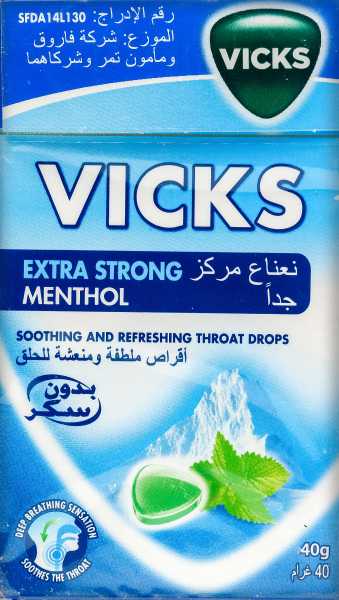 رقم الإدراج: SFDA14L130
الموزع: شركة فاروق
ومأمون تمر وشركاهما
VICKS
VICKS
EXTRA STRONG
MENTHOL
نعناع مركز
جداً
SOOTHING AND REFRESHING THROAT DROPS
أقراص ملطفة ومنعشة للحلق
بدون
سكر
DEEP BREATHING SENSATION
SOOTHES THE THROAT
40g
40 غرام